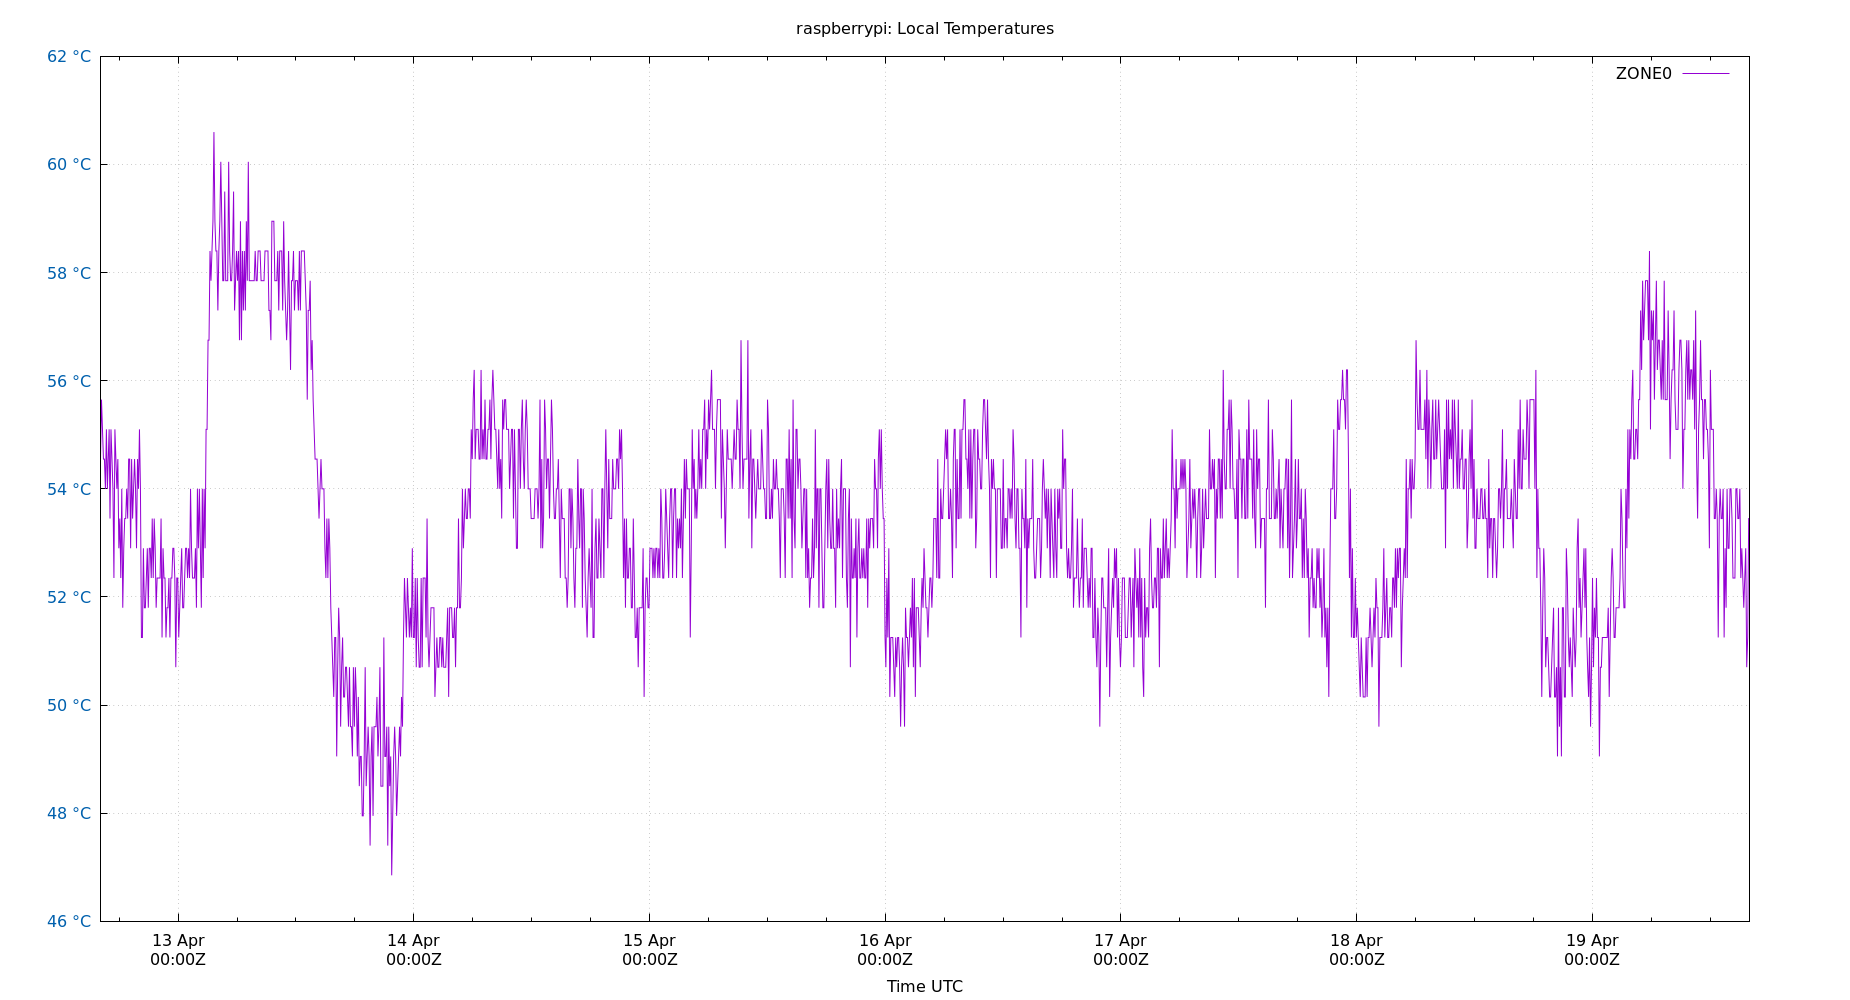 raspberrypi: Local Temperatures
ZONE0
62 °C
60 °C
58 °C
56 °C
54 °C
52 °C
50 °C
48 °C
46 °C
13 Apr 14 Apr 15 Apr 16 Apr 17 Apr 18 Apr 19 Apr
00:00Z 00:00Z 00:00Z 00:00Z 00:00Z 00:00Z 00:00Z
Time UTC